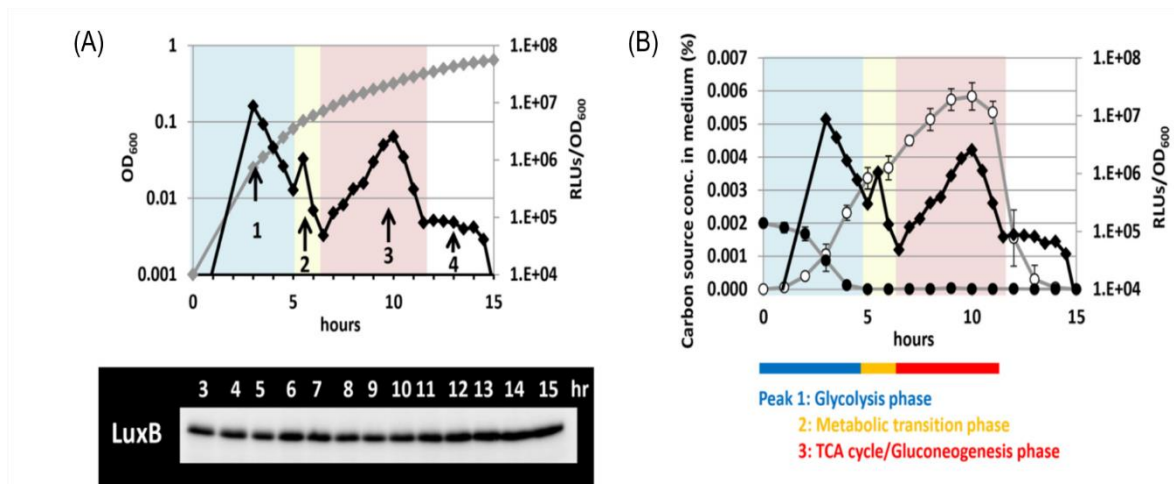 (A)
1
0.1
0.01
0.001
OD600
1.E+08
1.E+07
1.E+06
1.E+05
1.E+04
RLUs/OD600
1
2
3
4
0 5 10 15
hours
3 4 5 6 7 8 9 10 11 12 13 14 15 hr
LuxB
(B)
Carbon source conc. in medium (%)
0.007
0.006
0.005
0.004
0.003
0.002
0.001
0.000
1.E+08
1.E+07
1.E+06
1.E+05
1.E+04
RLUs/OD600
0 5 10 15
hours
Peak 1: Glycolysis phase
2: Metabolic transition phase
3: TCA cycle/Gluconeogenesis phase